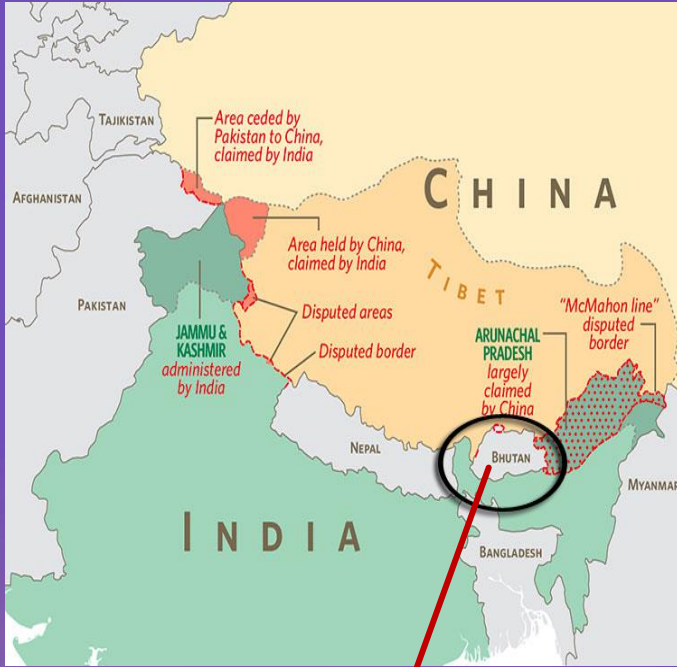 TAJIKISTAN
Area ceded by
Pakistan to China,
claimed by India
AFGHANISTAN
CHINA
Area held by China,
claimed by India
TIBET
PAKISTAN
JAMMU &
KASHMIR
administered
by India
Disputed areas
Disputed border
ARUNACHAL
PRADESH
largely
claimed
by China
"McMahon line"
disputed
border
NEPAL
BHUTAN
MYANMAR
INDIA
BANGLADESH